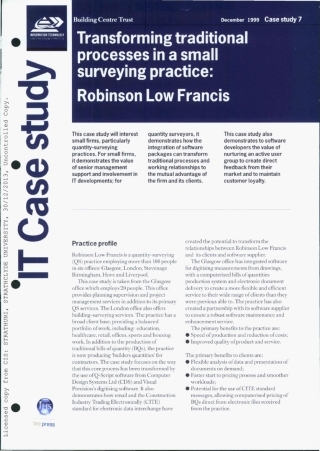 Building Centre Trust
December 1999 Case study 7
Transforming traditional
processes in a small
surveying practice:
Robinson Low Francis
INFORMATION TECHNOLOGY
IT Case study
Licensed copy from CIS: STRATHUNI, STRATHCLYDE UNIVERSITY, 30/12/2013, Uncontrolled Copy.
This case study will interest
small firms, particularly
quantity-surveying
practices. For small firms,
it demonstrates the value
of senior management
support and involvement in
IT developments; for
quantity surveyors, it
demonstrates how the
integration of software
packages can transform
traditional processes and
working relationships to
the mutual advantage of
the firm and its clients.
This case study also
demonstrates to software
developers the value of
nurturing an active user
group to create direct
feedback from their
market and to maintain
customer loyalty.
Practice profile
Robinson Low Francis is a quantity-surveying
(QS) practice employing more than 100 people
in six offices: Glasgow, London, Stevenage
Birmingham, Horn and Liverpool.
This case study is taken from the Glasgow
office which employs 20 people. This office
provides planning supervision and project
management services in addition to its primary
QS services. The London office also offers
building-surveying services. The practice has a
broad client base, providing a balanced
portfolio of work, including education,
healthcare, retail, offices, sports and housing
work. In addition to the production of
traditional bills of quantity (BQs), the practice
is now producing 'builders quantities' for
contractors. The case study focuses on the way
that this core process has been transformed by
the use of Q-Script software from Computer
Design Systems Ltd (CDS) and Visual
Precision's digitising software. It also
demonstrates how email and the Construction
Industry Trading Electronically (CITE)
standard for electronic data interchange have
created the potential to transform the
relationships between Robinson Low Francis
and its clients and software supplier.
The Glasgow office has integrated software
for digitising measurements from drawings,
with a computerised bills of quantities
production system and electronic document
delivery to create a more flexible and efficient
service to their wide range of clients than they
were previous able to. The practice has also
created a partnership with its software supplier
to ensure a robust software maintenance and
enhancement service.
The primary benefits to the practice are:
● Speed of production and reduction of costs;
● Improved quality of product and service.
The primary benefits to the clients are:
● Flexible analysis of data and presentation of
documents on demand;
● Faster start to pricing process and smoother
workloads;
● Potential for the use of CITE standard
messages, allowing computerised pricing of
BQs direct from electronic files received
from the practice.
IHS
bre press